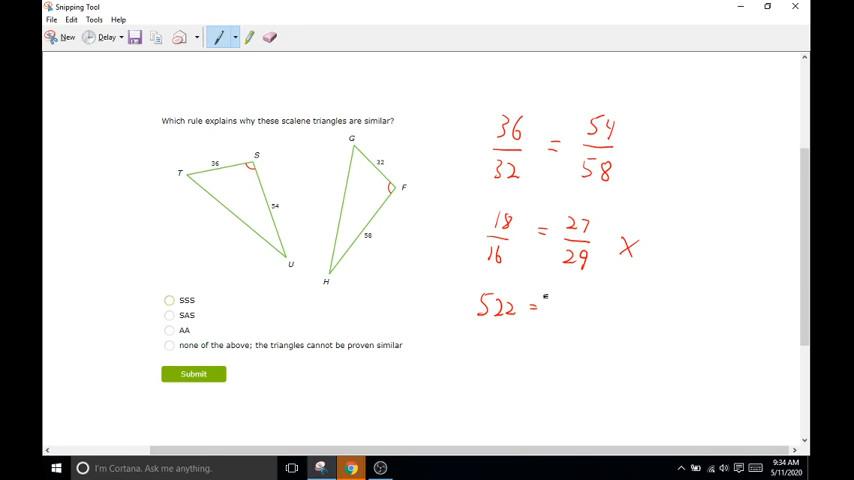 Snipping Tool
File Edit Tools Help
New Delay
Which rule explains why these scalene triangles are similar?
36 S
T
54
U
G
32
F
58
H
36 / 32 = 54 / 58
18 / 16 = 27 / 29 X
522 =
SSS
SAS
AA
none of the above; the triangles cannot be proven similar
Submit
I'm Cortana. Ask me anything.
9:34 AM
5/11/2020